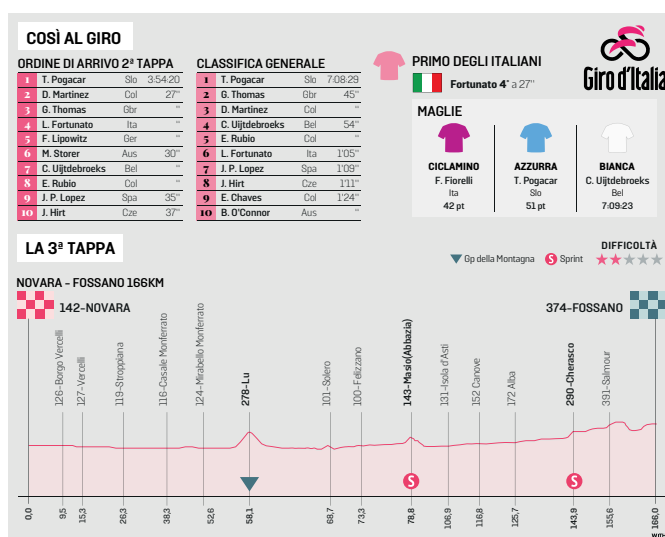 COSÌ AL GIRO
ORDINE DI ARRIVO 2ª TAPPA
1 T. Pogacar Slo 3:54:20
2 D. Martinez Col 27"
3 G. Thomas Gbr "
4 L. Fortunato Ita "
5 F. Lipowitz Ger "
6 M. Storer Aus 30"
7 C. Uijtdebroeks Bel "
8 E. Rubio Col "
9 J. P. Lopez Spa 35"
10 J. Hirt Cze 37"
CLASSIFICA GENERALE
1 T. Pogacar Slo 7:08:29
2 G. Thomas Gbr 45"
3 D. Martinez Col "
4 C. Uijtdebroeks Bel 54"
5 E. Rubio Col "
6 L. Fortunato Ita 1'05"
7 J. P. Lopez Spa 1'09"
8 J. Hirt Cze 1'11"
9 E. Chaves Col 1'24"
10 B. O'Connor Aus "
PRIMO DEGLI ITALIANI
Fortunato 4° a 27"
Giro d'Italia
MAGLIE
CICLAMINO
F. Fiorelli
Ita
42 pt
AZZURRA
T. Pogacar
Slo
51 pt
BIANCA
C. Uijtdebroeks
Bel
7:09:23
LA 3ª TAPPA
Gp della Montagna
S Sprint
DIFFICOLTÀ
NOVARA - FOSSANO 166KM
142-NOVARA
374-FOSSANO
126-Borgo Vercelli
127-Vercelli
119-Stroppiana
116-Casale Monferrato
124-Mirabello Monferrato
278-Lu
101-Solero
100-Felizzano
143-Masio(Abbazia)
131-Isola d'Asti
152 Canove
172 Alba
290-Cherasco
391-Salmour
S
S
0,0
9,5
15,3
26,3
38,3
52,6
58,1
68,7
73,3
78,8
106,9
116,8
125,7
143,9
155,6
166,0